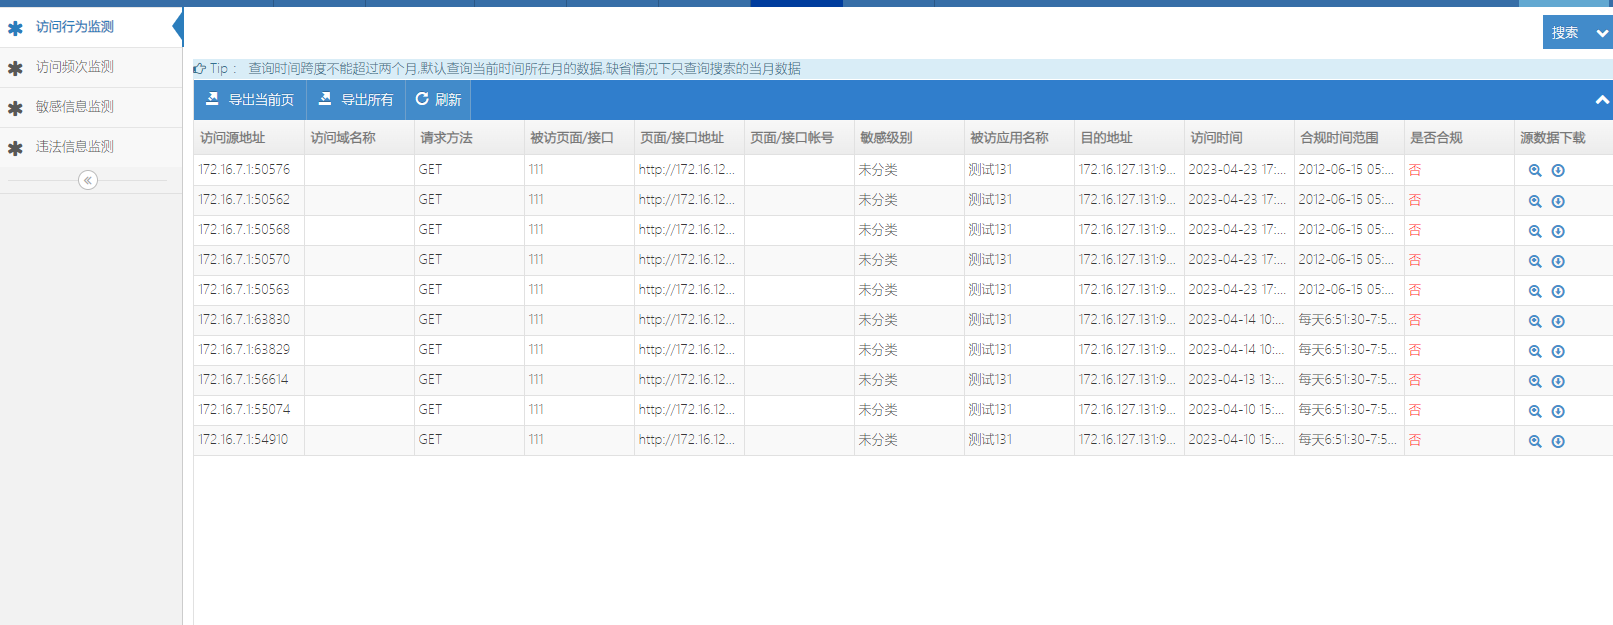 访问行为监测
访问频次监测
敏感信息监测
违法信息监测
搜索
Tip： 查询时间跨度不能超过两个月,默认查询当前时间所在月的数据,缺省情况下只查询搜索的当月数据
导出当前页 导出所有 刷新
访问源地址 访问域名称 请求方法 被访页面/接口 页面/接口地址 页面/接口帐号 敏感级别 被访应用名称 目的地址 访问时间 合规时间范围 是否合规 源数据下载
172.16.7.1:50576 GET 111 http://172.16.12... 未分类 测试131 172.16.127.131:9... 2023-04-23 17:... 2012-06-15 05:... 否
172.16.7.1:50562 GET 111 http://172.16.12... 未分类 测试131 172.16.127.131:9... 2023-04-23 17:... 2012-06-15 05:... 否
172.16.7.1:50568 GET 111 http://172.16.12... 未分类 测试131 172.16.127.131:9... 2023-04-23 17:... 2012-06-15 05:... 否
172.16.7.1:50570 GET 111 http://172.16.12... 未分类 测试131 172.16.127.131:9... 2023-04-23 17:... 2012-06-15 05:... 否
172.16.7.1:50563 GET 111 http://172.16.12... 未分类 测试131 172.16.127.131:9... 2023-04-23 17:... 2012-06-15 05:... 否
172.16.7.1:63830 GET 111 http://172.16.12... 未分类 测试131 172.16.127.131:9... 2023-04-14 10:... 每天6:51:30-7:5... 否
172.16.7.1:63829 GET 111 http://172.16.12... 未分类 测试131 172.16.127.131:9... 2023-04-14 10:... 每天6:51:30-7:5... 否
172.16.7.1:56614 GET 111 http://172.16.12... 未分类 测试131 172.16.127.131:9... 2023-04-13 13:... 每天6:51:30-7:5... 否
172.16.7.1:55074 GET 111 http://172.16.12... 未分类 测试131 172.16.127.131:9... 2023-04-10 15:... 每天6:51:30-7:5... 否
172.16.7.1:54910 GET 111 http://172.16.12... 未分类 测试131 172.16.127.131:9... 2023-04-10 15:... 每天6:51:30-7:5... 否